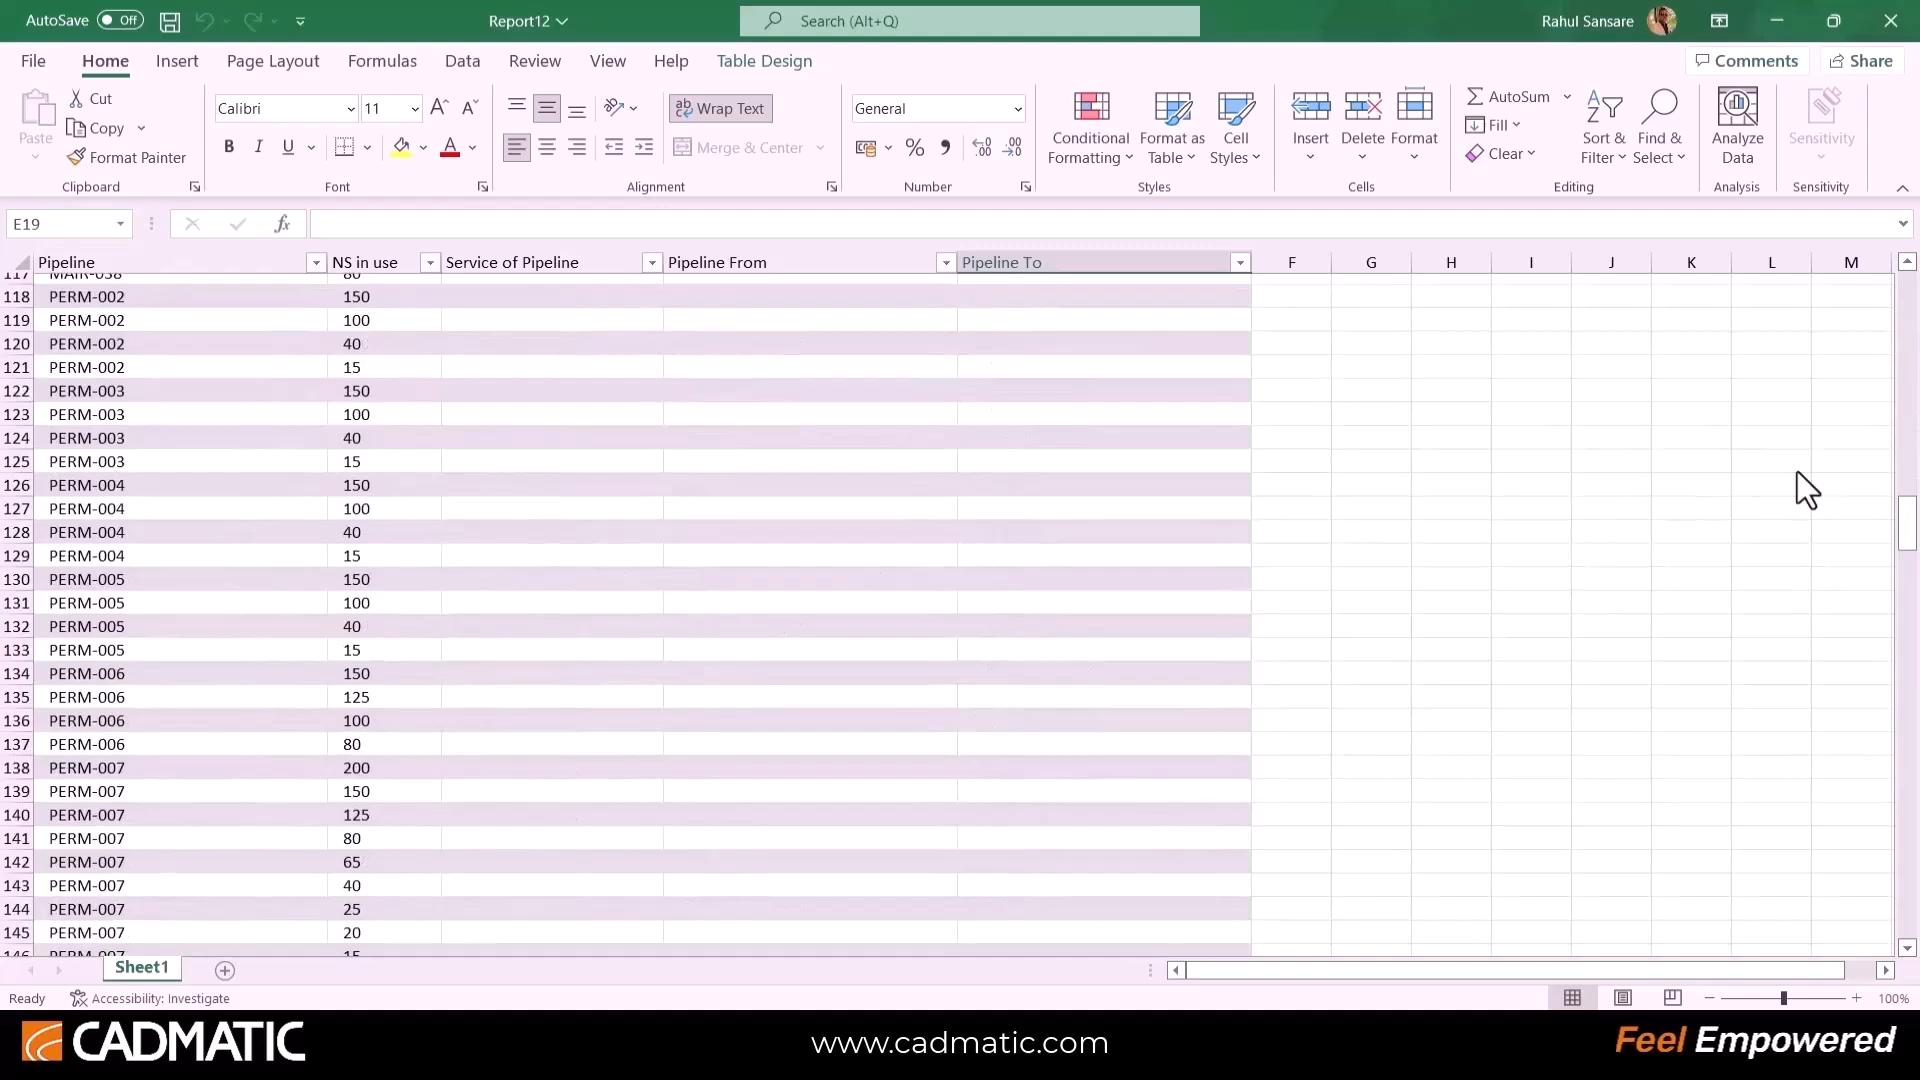 AutoSave Off Report12 Search (Alt+Q) Rahul Sansare
File Home Insert Page Layout Formulas Data Review View Help Table Design Comments Share
Paste Cut Copy Format Painter Clipboard
Calibri 11 A A B I U A Font
ab Wrap Text Merge & Center Alignment
General % Number
Conditional Formatting Format as Table Cell Styles Styles
Insert Delete Format Cells
AutoSum Fill Clear Sort & Filter Find & Select Editing
Analyze Data Analysis
Sensitivity Sensitivity
E19 fx
Pipeline NS in use Service of Pipeline Pipeline From Pipeline To F G H I J K L M
117 MAIR-038 80
118 PERM-002 150
119 PERM-002 100
120 PERM-002 40
121 PERM-002 15
122 PERM-003 150
123 PERM-003 100
124 PERM-003 40
125 PERM-003 15
126 PERM-004 150
127 PERM-004 100
128 PERM-004 40
129 PERM-004 15
130 PERM-005 150
131 PERM-005 100
132 PERM-005 40
133 PERM-005 15
134 PERM-006 150
135 PERM-006 125
136 PERM-006 100
137 PERM-006 80
138 PERM-007 200
139 PERM-007 150
140 PERM-007 125
141 PERM-007 80
142 PERM-007 65
143 PERM-007 40
144 PERM-007 25
145 PERM-007 20
146 PERM-007 15
Sheet1
Ready Accessibility: Investigate 100%
CADMATIC www.cadmatic.com Feel Empowered